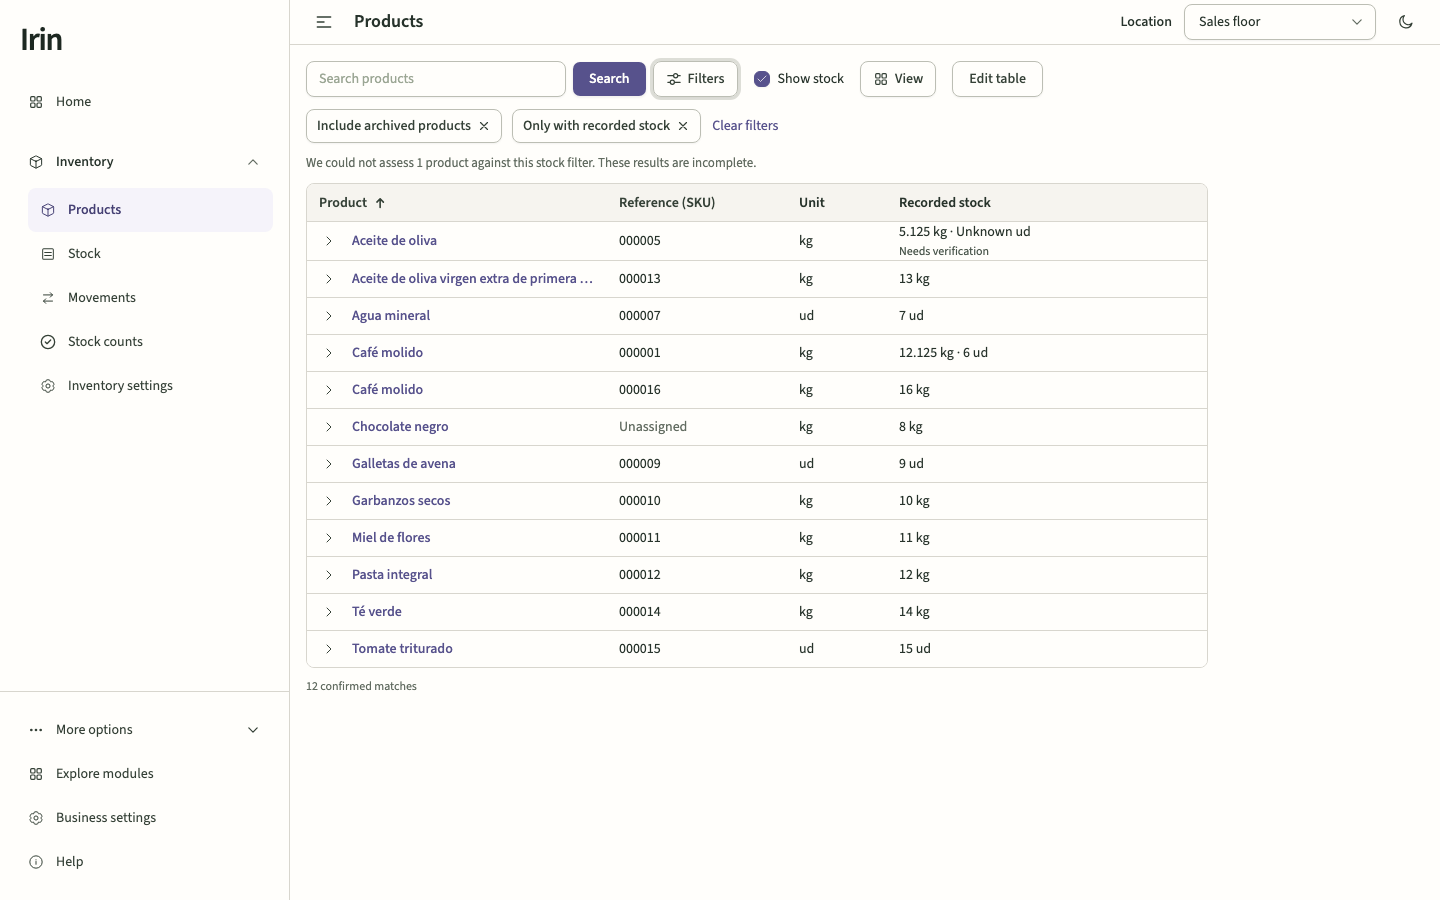 Irin
Home
Inventory
Products
Stock
Movements
Stock counts
Inventory settings
More options
Explore modules
Business settings
Help
Products
Location
Sales floor
Search products
Search
Filters
Show stock
View
Edit table
Include archived products
Only with recorded stock
Clear filters
We could not assess 1 product against this stock filter. These results are incomplete.
Product Reference (SKU) Unit Recorded stock
Aceite de oliva 000005 kg 5.125 kg · Unknown ud
Needs verification
Aceite de oliva virgen extra de primera … 000013 kg 13 kg
Agua mineral 000007 ud 7 ud
Café molido 000001 kg 12.125 kg · 6 ud
Café molido 000016 kg 16 kg
Chocolate negro Unassigned kg 8 kg
Galletas de avena 000009 ud 9 ud
Garbanzos secos 000010 kg 10 kg
Miel de flores 000011 kg 11 kg
Pasta integral 000012 kg 12 kg
Té verde 000014 kg 14 kg
Tomate triturado 000015 ud 15 ud
12 confirmed matches